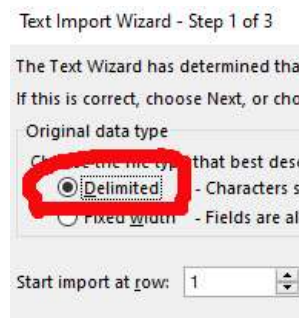 Text Import Wizard - Step 1 of 3
The Text Wizard has determined tha
If this is correct, choose Next, or cho
Original data type
Choose the file type that best desc
Delimited - Characters s
Fixed width - Fields are al
Start import at row: 1